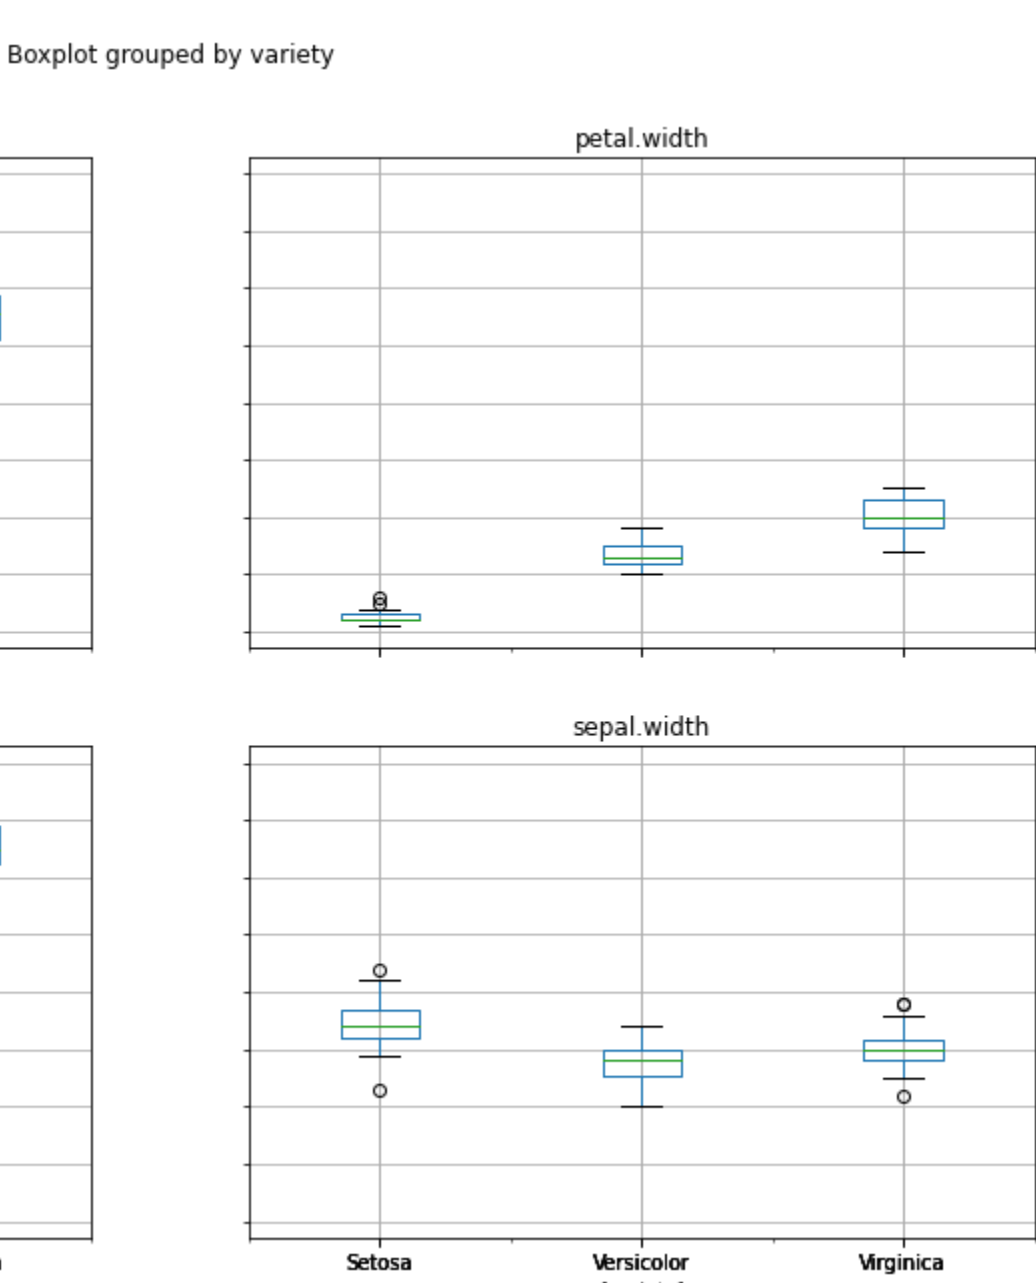 Boxplot grouped by variety
petal.width
sepal.width
Setosa Versicolor Virginica